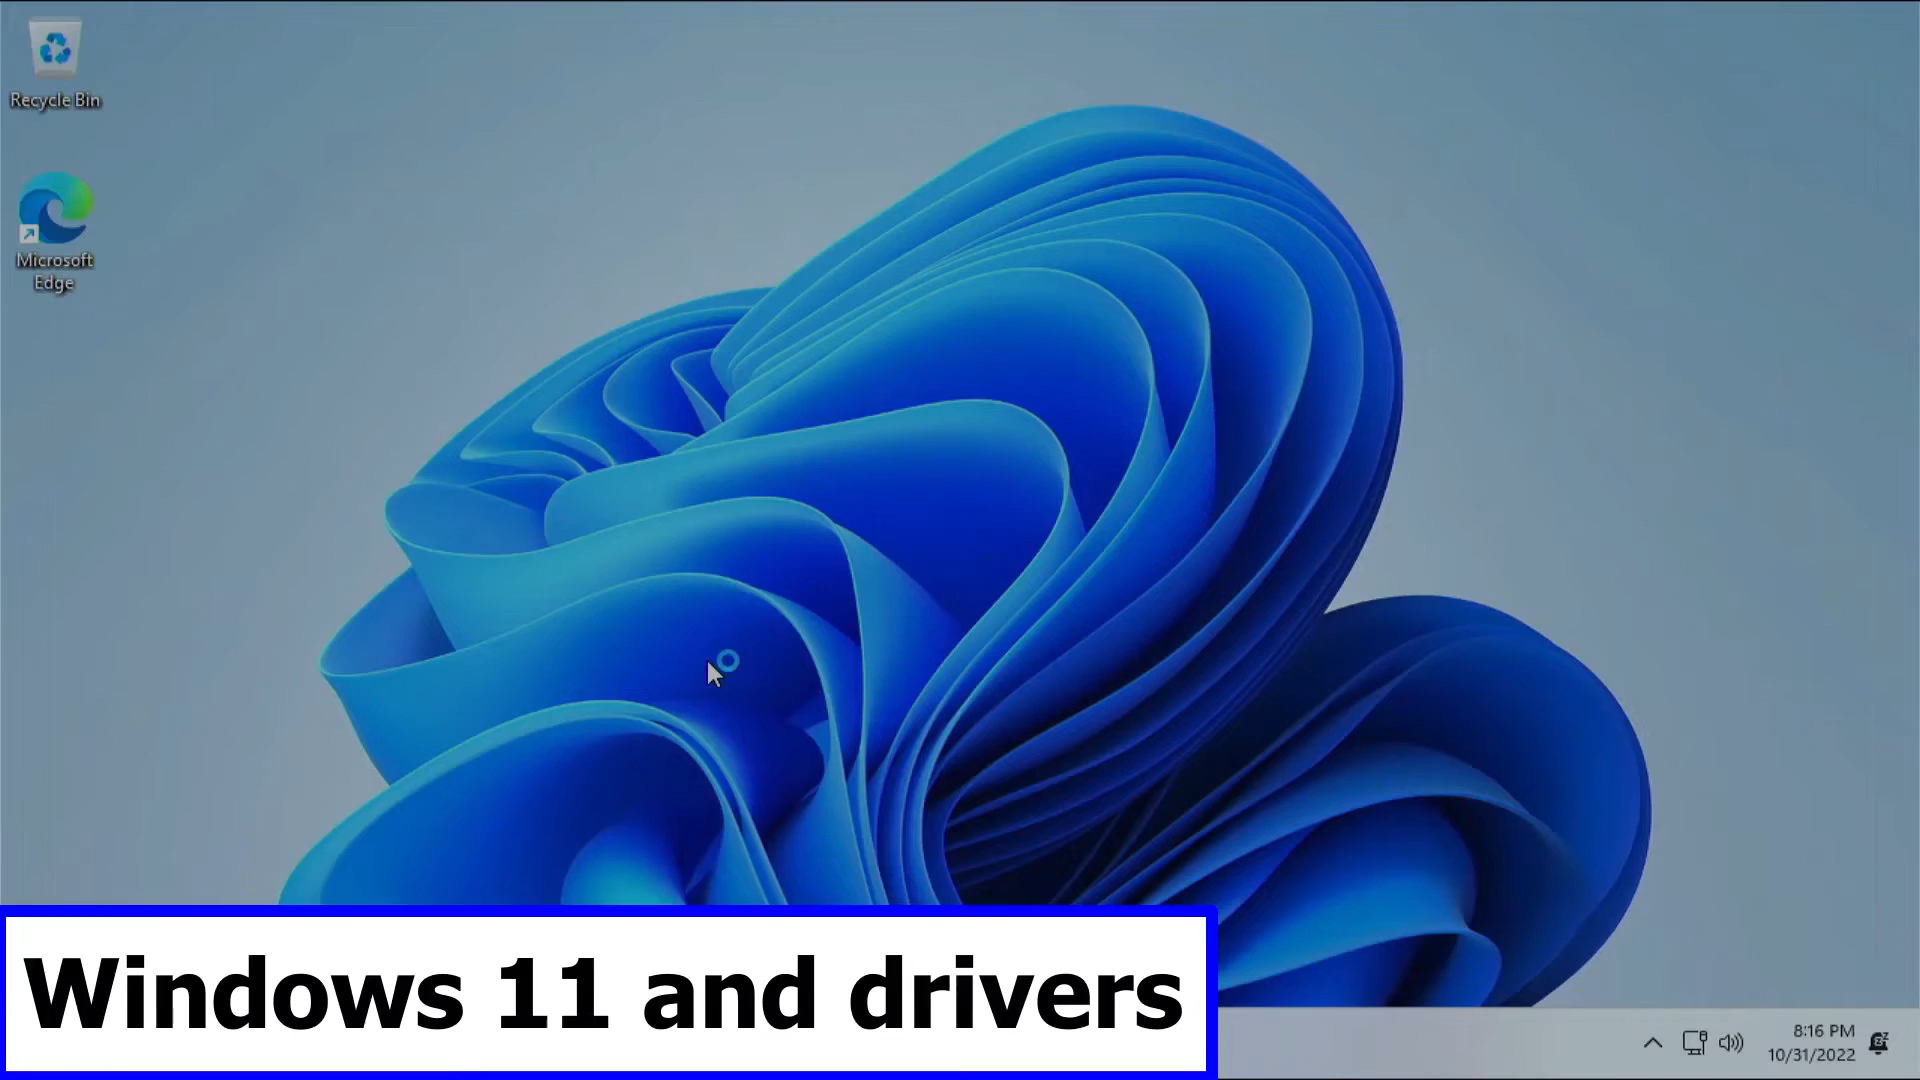 Recycle Bin
Microsoft
Edge
Windows 11 and drivers
8:16 PM
10/31/2022